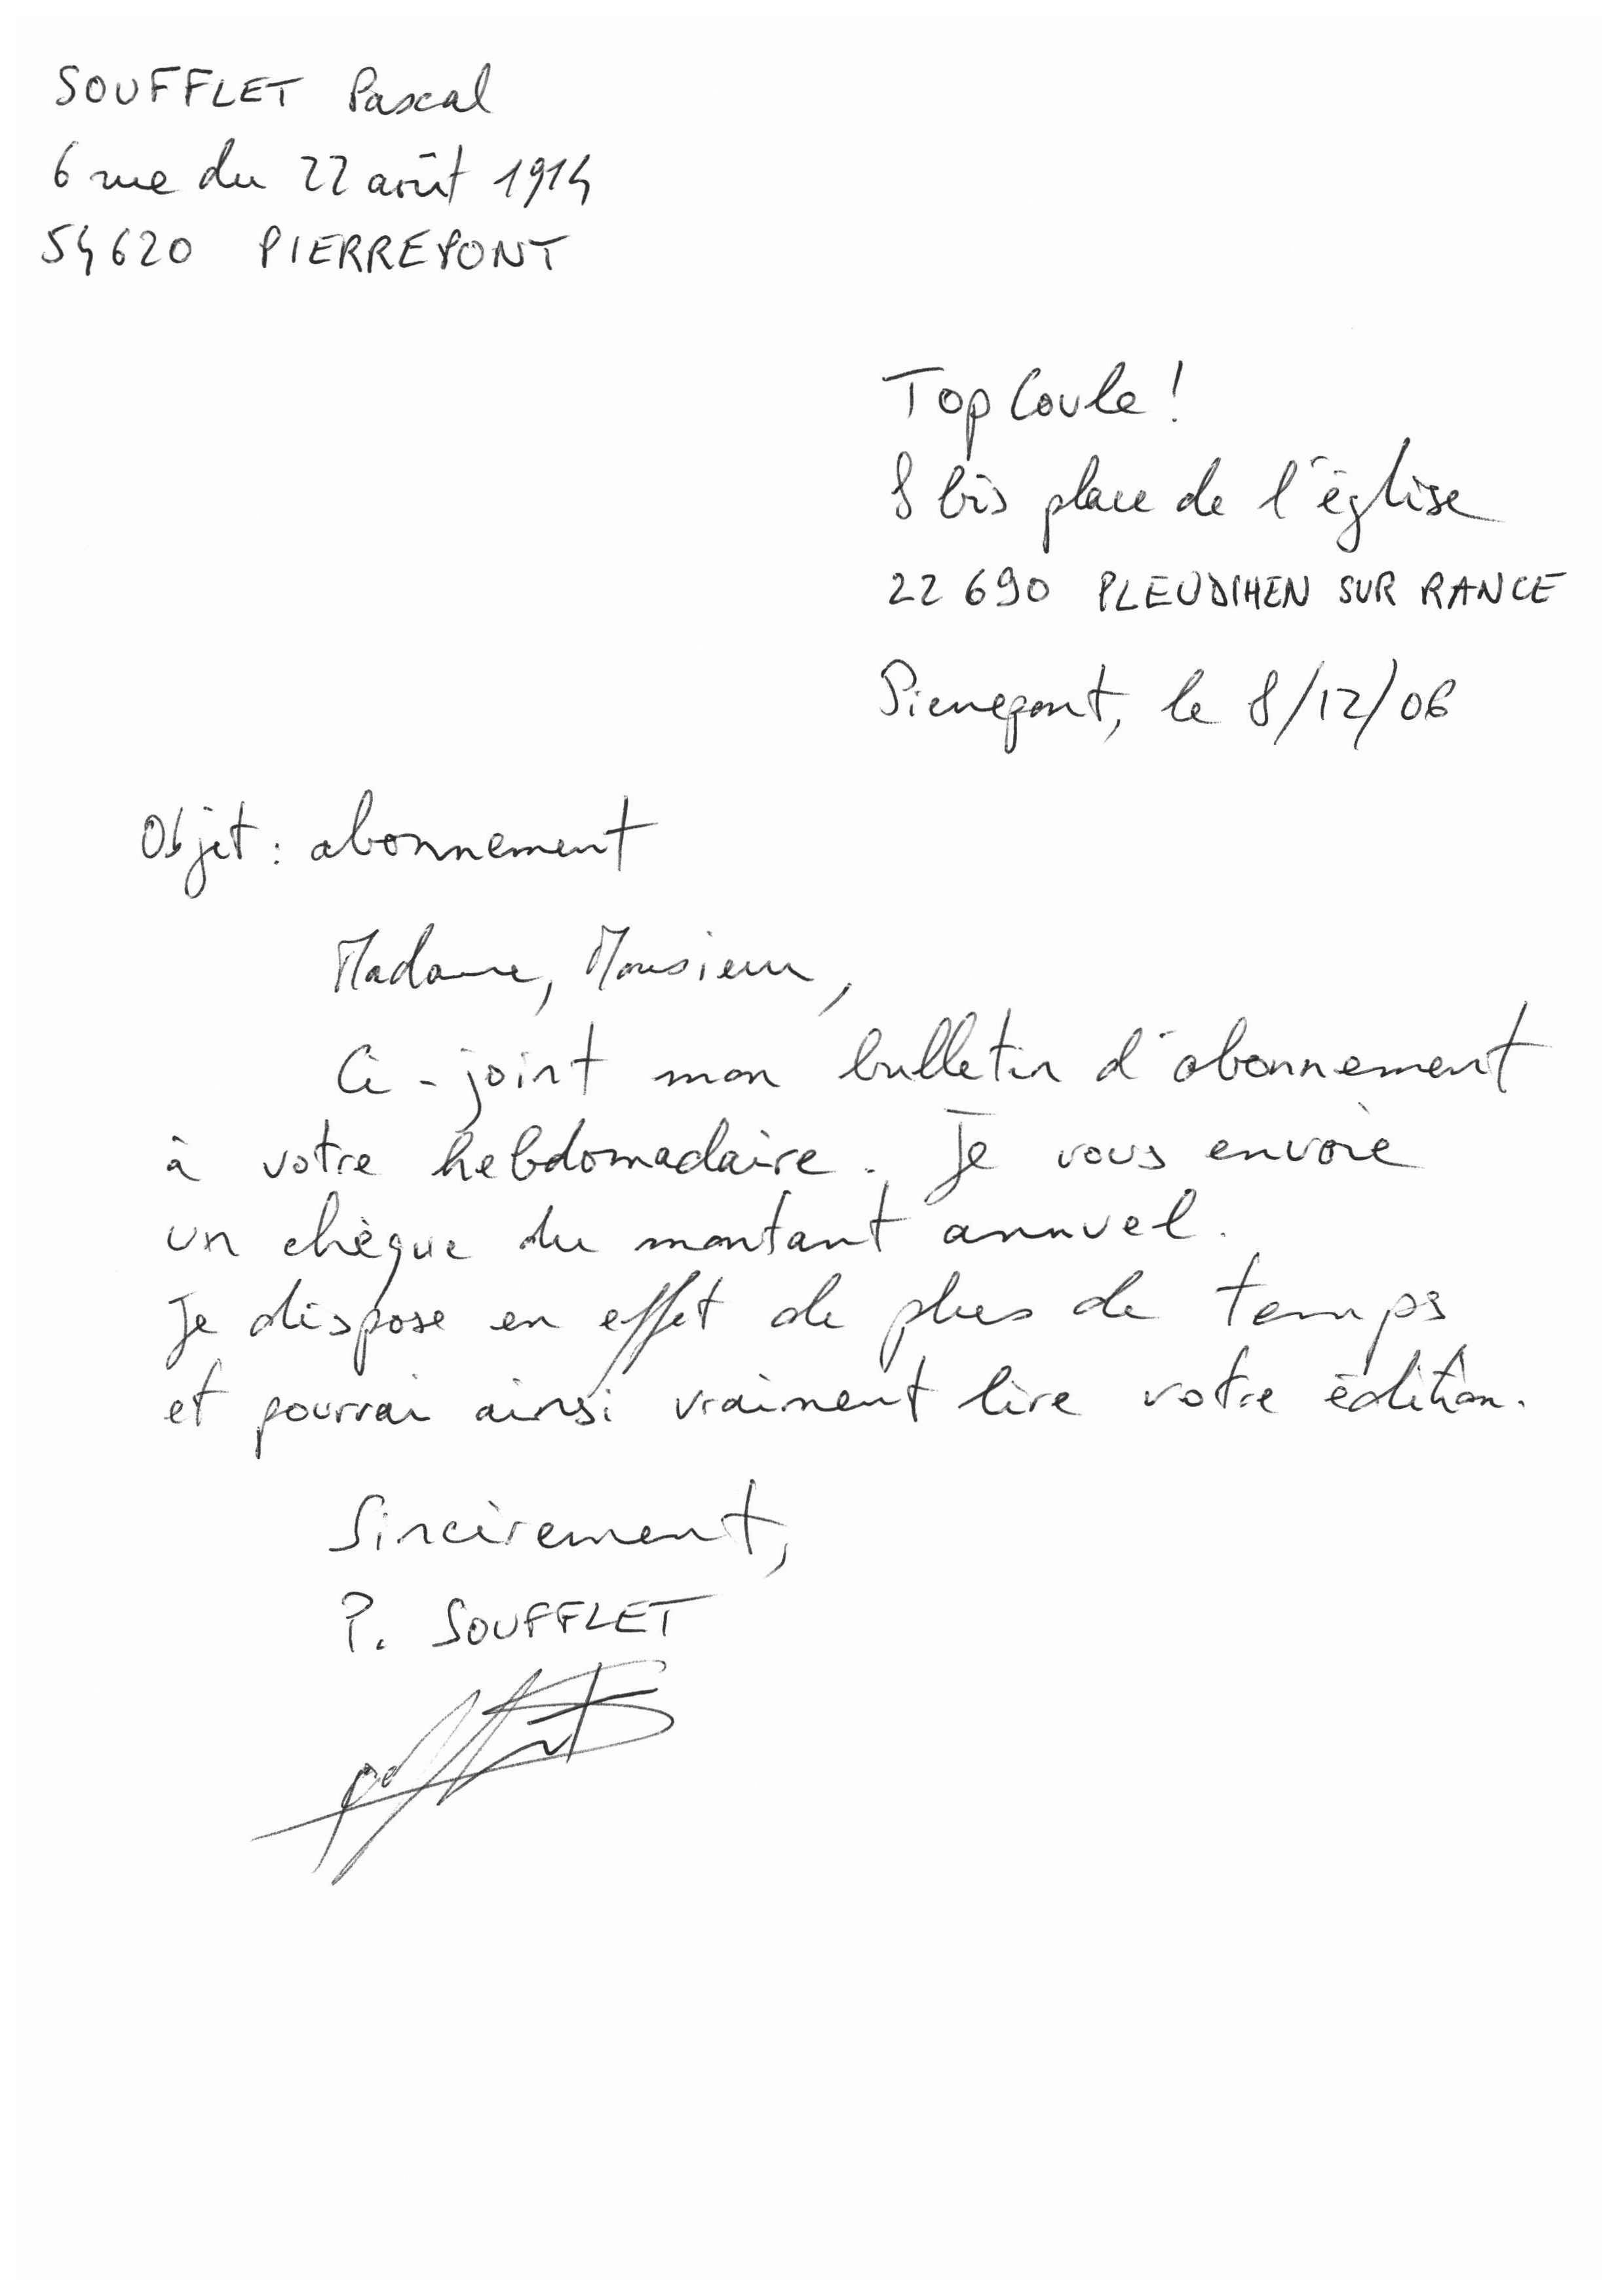 SOUFFLET Pascal
6 rue du 22 août 1914
54620 PIERREPONT
Top Coule !
8 bis place de l'église
22 690 PLEUDIHEN SUR RANCE
Pierrepont, le 8/12/06
Objet : abonnement
Madame, Monsieur,
Ci-joint mon bulletin d'abonnement
à votre hebdomadaire. Je vous envoie
un chèque du montant annuel.
Je dispose en effet de plus de temps
et pourrai ainsi vraiment lire votre édition.
Sincèrement,
P. SOUFFLET